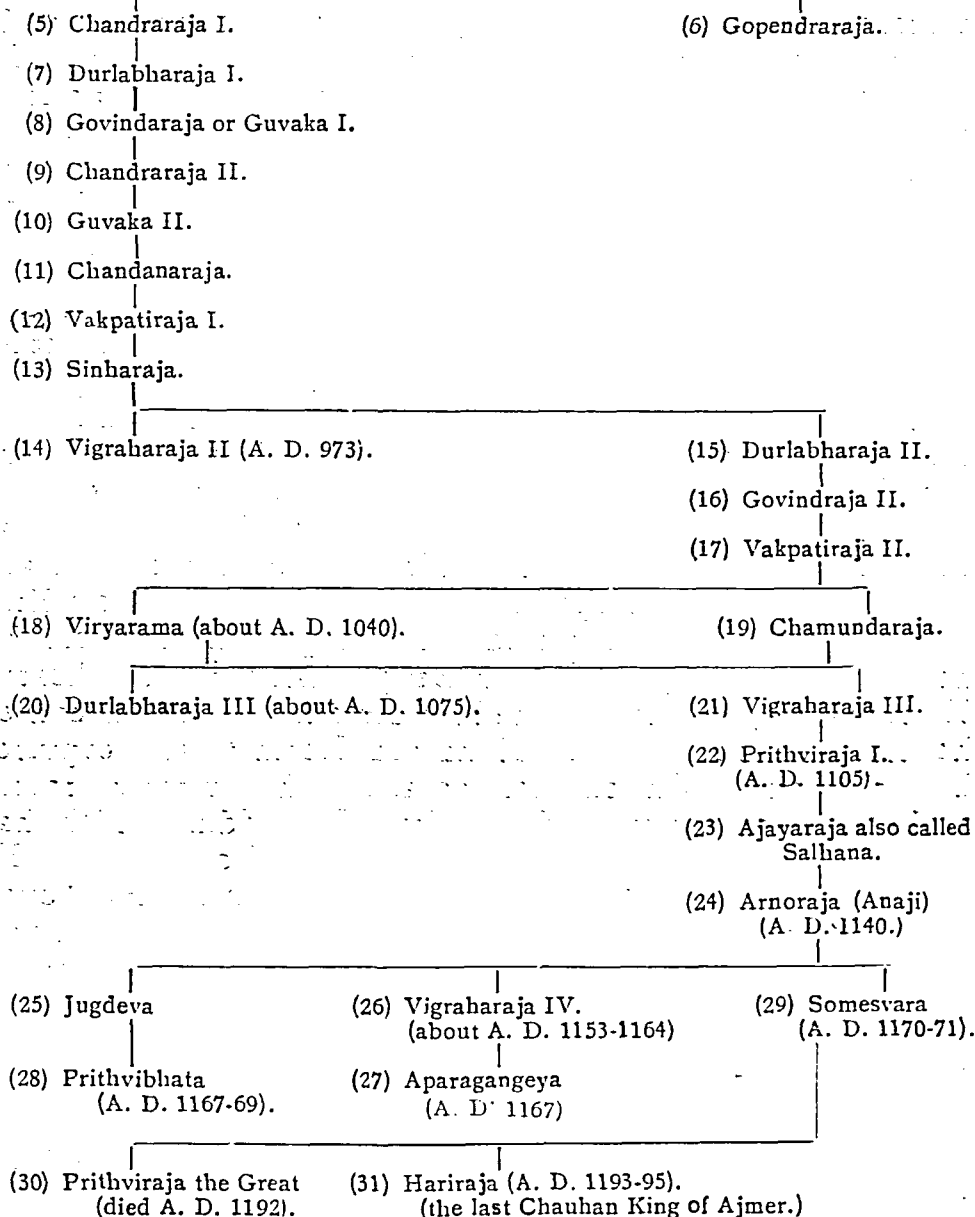 (5) Chandraraja I. (6) Gopendraraja.
(7) Durlabharaja I.
(8) Govindaraja or Guvaka I.
(9) Chandraraja II.
(10) Guvaka II.
(11) Chandanaraja.
(12) Vakpatiraja I.
(13) Sinharaja.
(14) Vigraharaja II (A. D. 973). (15) Durlabharaja II.
(16) Govindraja II.
(17) Vakpatiraja II.
(18) Viryarama (about A. D. 1040). (19) Chamundaraja.
(20) Durlabharaja III (about A. D. 1075). (21) Vigraharaja III.
(22) Prithviraja I.
(A. D. 1105)
(23) Ajayaraja also called
Salhana.
(24) Arnoraja (Anaji)
(A. D. 1140.)
(25) Jugdeva (26) Vigraharaja IV. (29) Somesvara
(about A. D. 1153-1164) (A. D. 1170-71).
(28) Prithvibhata (27) Aparagangeya
(A. D. 1167-69). (A. D. 1167)
(30) Prithviraja the Great (31) Hariraja (A. D. 1193-95).
(died A. D. 1192). (the last Chauhan King of Ajmer.)